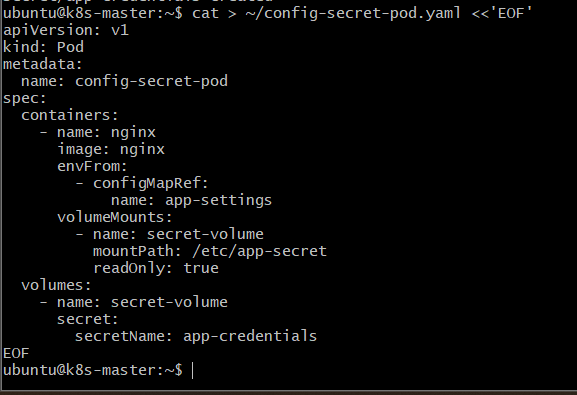 ubuntu@k8s-master:~$ cat > ~/config-secret-pod.yaml <<'EOF'
apiVersion: v1
kind: Pod
metadata:
  name: config-secret-pod
spec:
  containers:
    - name: nginx
      image: nginx
      envFrom:
        - configMapRef:
            name: app-settings
      volumeMounts:
        - name: secret-volume
          mountPath: /etc/app-secret
          readOnly: true
  volumes:
    - name: secret-volume
      secret:
        secretName: app-credentials
EOF
ubuntu@k8s-master:~$